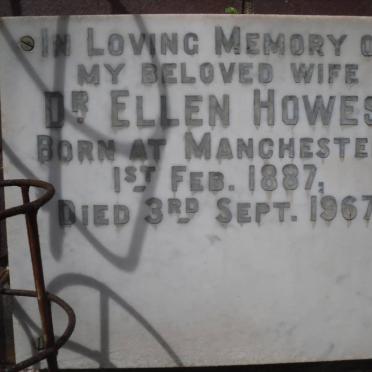 In Loving Memory O
my beloved wife
Dr Ellen Howes
Born at Mancheste
1st Feb. 1887,
Died 3rd Sept. 1967